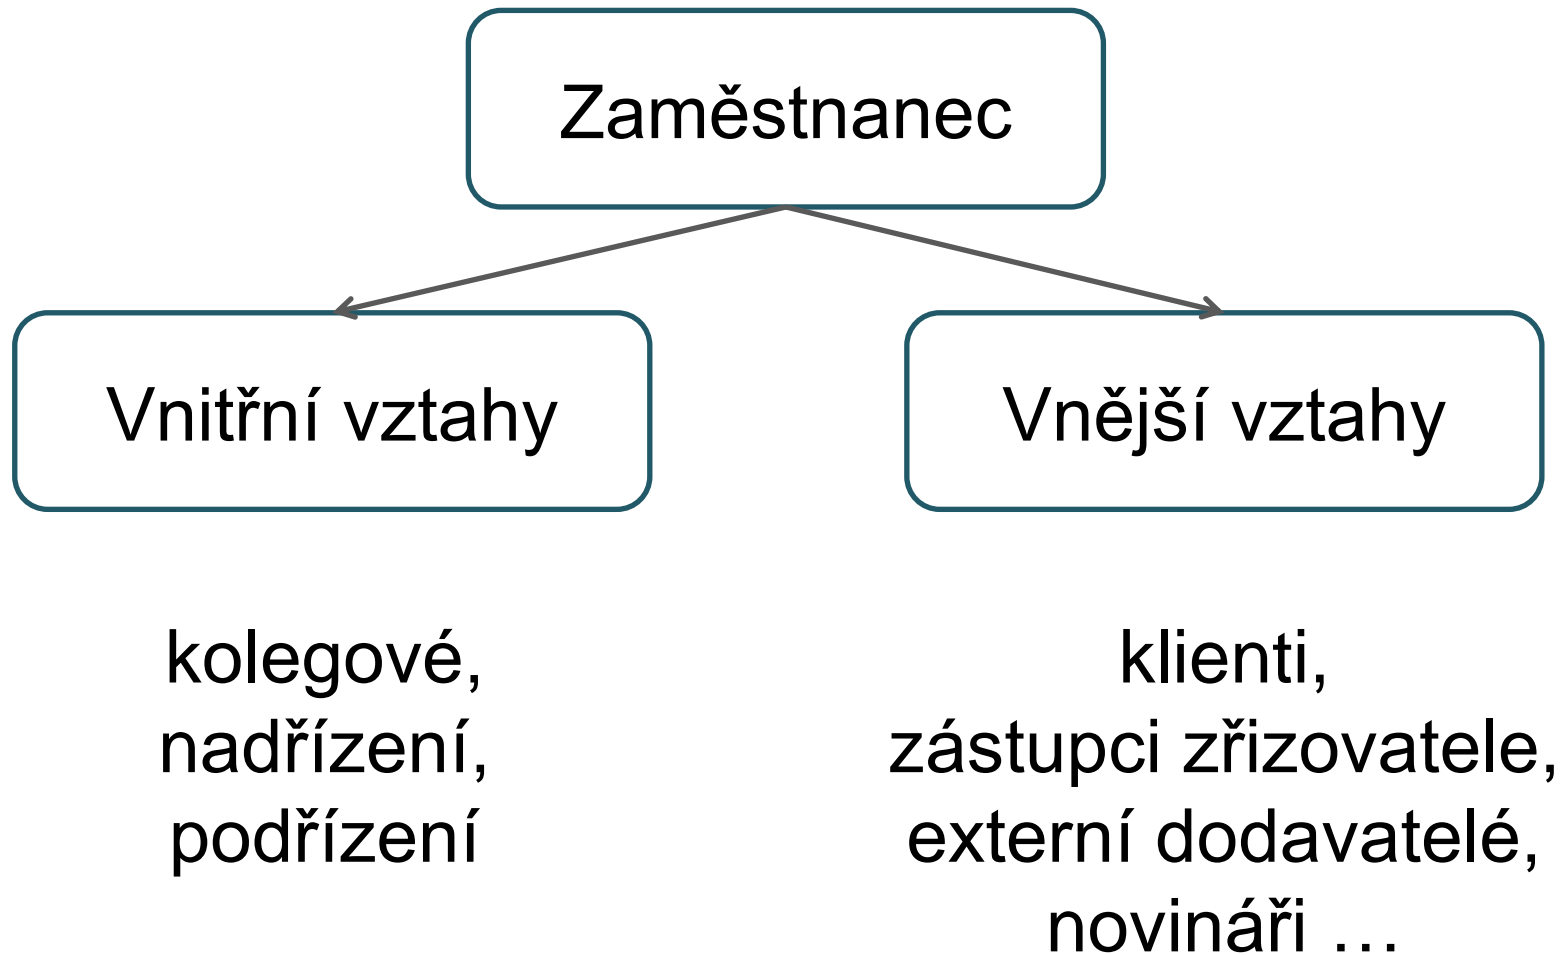 Zaměstnanec
Vnitřní vztahy
Vnější vztahy
kolegové,
nadřízení,
podřízení
klienti,
zástupci zřizovatele,
externí dodavatelé,
novináři …